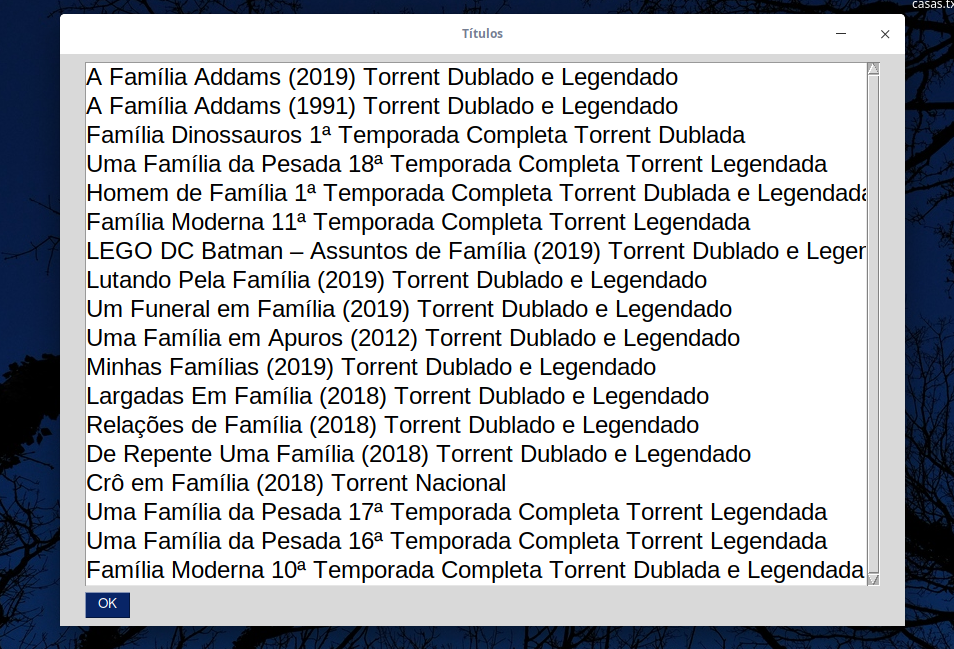 casas.tx
Títulos
A Família Addams (2019) Torrent Dublado e Legendado
A Família Addams (1991) Torrent Dublado e Legendado
Família Dinossauros 1ª Temporada Completa Torrent Dublada
Uma Família da Pesada 18ª Temporada Completa Torrent Legendada
Homem de Família 1ª Temporada Completa Torrent Dublada e Legendada
Família Moderna 11ª Temporada Completa Torrent Legendada
LEGO DC Batman – Assuntos de Família (2019) Torrent Dublado e Legen
Lutando Pela Família (2019) Torrent Dublado e Legendado
Um Funeral em Família (2019) Torrent Dublado e Legendado
Uma Família em Apuros (2012) Torrent Dublado e Legendado
Minhas Famílias (2019) Torrent Dublado e Legendado
Largadas Em Família (2018) Torrent Dublado e Legendado
Relações de Família (2018) Torrent Dublado e Legendado
De Repente Uma Família (2018) Torrent Dublado e Legendado
Crô em Família (2018) Torrent Nacional
Uma Família da Pesada 17ª Temporada Completa Torrent Legendada
Uma Família da Pesada 16ª Temporada Completa Torrent Legendada
Família Moderna 10ª Temporada Completa Torrent Dublada e Legendada
OK